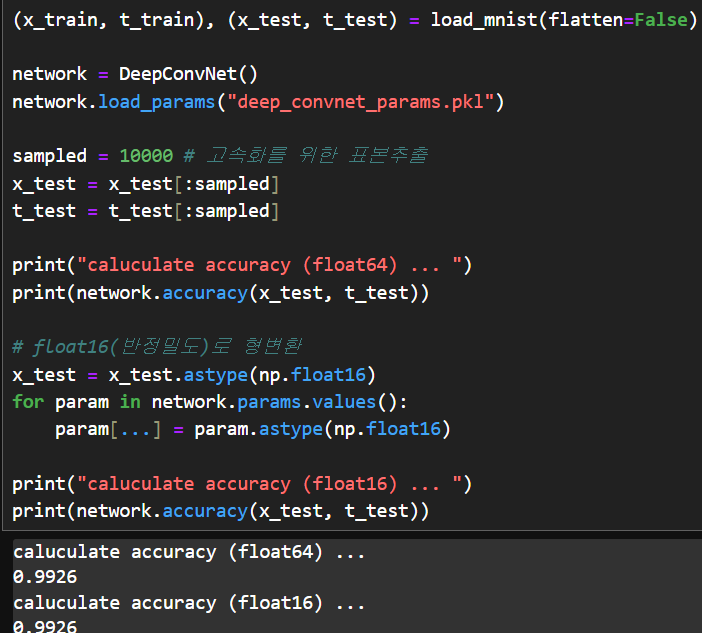 (x_train, t_train), (x_test, t_test) = load_mnist(flatten=False)
network = DeepConvNet()
network.load_params("deep_convnet_params.pkl")
sampled = 10000 # 고속화를 위한 표본추출
x_test = x_test[:sampled]
t_test = t_test[:sampled]
print("caluculate accuracy (float64) ... ")
print(network.accuracy(x_test, t_test))
# float16(반정밀도)로 형변환
x_test = x_test.astype(np.float16)
for param in network.params.values():
    param[...] = param.astype(np.float16)
print("caluculate accuracy (float16) ... ")
print(network.accuracy(x_test, t_test))
caluculate accuracy (float64) ...
0.9926
caluculate accuracy (float16) ...
0.9926